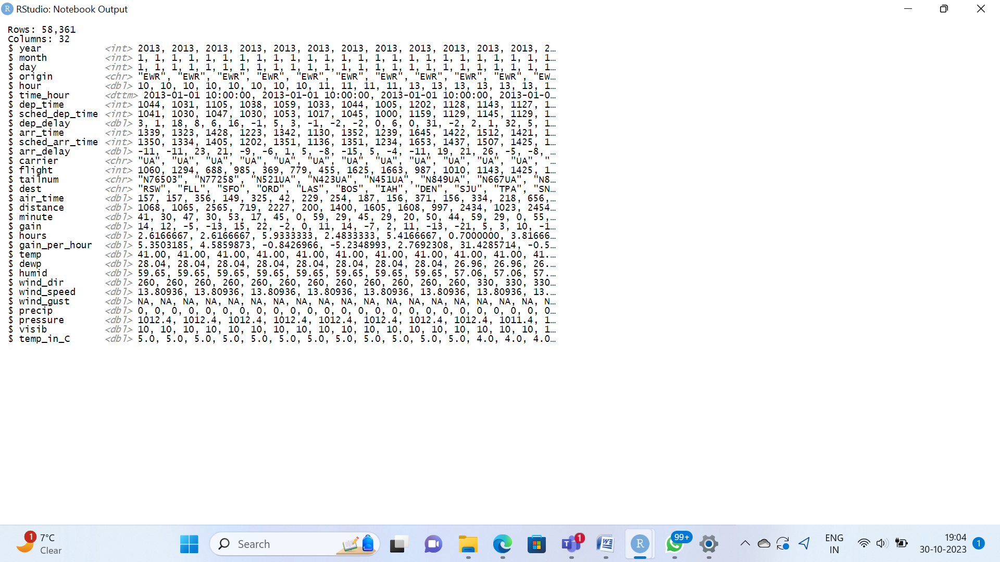 RStudio: Notebook Output
Rows: 58,361
Columns: 32
$ year <int> 2013, 2013, 2013, 2013, 2013, 2013, 2013, 2013, 2013, 2013, 2013, 2013, 2…
$ month <int> 1, 1, 1, 1, 1, 1, 1, 1, 1, 1, 1, 1, 1, 1, 1, 1, 1, 1, 1, 1, 1, 1, 1, 1, 1…
$ day <int> 1, 1, 1, 1, 1, 1, 1, 1, 1, 1, 1, 1, 1, 1, 1, 1, 1, 1, 1, 1, 1, 1, 1, 1, 1…
$ origin <chr> "EWR", "EWR", "EWR", "EWR", "EWR", "EWR", "EWR", "EWR", "EWR", "EWR", "EW…
$ hour <dbl> 10, 10, 10, 10, 10, 10, 10, 10, 11, 11, 11, 11, 13, 13, 13, 13, 13, 13, 1…
$ time_hour <dttm> 2013-01-01 10:00:00, 2013-01-01 10:00:00, 2013-01-01 10:00:00, 2013-01-0…
$ dep_time <int> 1044, 1031, 1105, 1038, 1059, 1033, 1044, 1005, 1202, 1128, 1143, 1127, 1…
$ sched_dep_time <int> 1041, 1030, 1047, 1030, 1053, 1017, 1045, 1000, 1159, 1129, 1145, 1129, 1…
$ dep_delay <dbl> 3, 1, 18, 8, 6, 16, -1, 5, 3, -1, -2, -2, 0, 6, 0, 31, -2, 2, 1, 32, 5, 1…
$ arr_time <int> 1339, 1323, 1428, 1223, 1342, 1130, 1352, 1239, 1645, 1422, 1512, 1421, 1…
$ sched_arr_time <int> 1350, 1334, 1405, 1202, 1351, 1136, 1351, 1234, 1653, 1437, 1507, 1425, 1…
$ arr_delay <dbl> -11, -11, 23, 21, -9, -6, 1, 5, -8, -15, 5, -4, -11, 19, 21, 26, -5, -8, …
$ carrier <chr> "UA", "UA", "UA", "UA", "UA", "UA", "UA", "UA", "UA", "UA", "UA", "UA", "…
$ flight <int> 1060, 1294, 688, 985, 369, 779, 455, 1625, 1663, 987, 1010, 1143, 1425, 1…
$ tailnum <chr> "N76503", "N77258", "N521UA", "N423UA", "N451UA", "N849UA", "N667UA", "N8…
$ dest <chr> "RSW", "FLL", "SFO", "ORD", "LAS", "BOS", "IAH", "DEN", "SJU", "TPA", "SN…
$ air_time <dbl> 157, 157, 356, 149, 325, 42, 229, 254, 187, 156, 371, 156, 334, 218, 656,…
$ distance <dbl> 1068, 1065, 2565, 719, 2227, 200, 1400, 1605, 1608, 997, 2434, 1023, 2454…
$ minute <dbl> 41, 30, 47, 30, 53, 17, 45, 0, 59, 29, 45, 29, 20, 50, 44, 59, 29, 0, 55,…
$ gain <dbl> 14, 12, -5, -13, 15, 22, -2, 0, 11, 14, -7, 2, 11, -13, -21, 5, 3, 10, -1…
$ hours <dbl> 2.6166667, 2.6166667, 5.9333333, 2.4833333, 5.4166667, 0.7000000, 3.81666…
$ gain_per_hour <dbl> 5.3503185, 4.5859873, -0.8426966, -5.2348993, 2.7692308, 31.4285714, -0.5…
$ temp <dbl> 41.00, 41.00, 41.00, 41.00, 41.00, 41.00, 41.00, 41.00, 41.00, 41.00, 41.…
$ dewp <dbl> 28.04, 28.04, 28.04, 28.04, 28.04, 28.04, 28.04, 28.04, 26.96, 26.96, 26.…
$ humid <dbl> 59.65, 59.65, 59.65, 59.65, 59.65, 59.65, 59.65, 59.65, 57.06, 57.06, 57.…
$ wind_dir <dbl> 260, 260, 260, 260, 260, 260, 260, 260, 260, 260, 260, 260, 330, 330, 330…
$ wind_speed <dbl> 13.80936, 13.80936, 13.80936, 13.80936, 13.80936, 13.80936, 13.80936, 13.…
$ wind_gust <dbl> NA, NA, NA, NA, NA, NA, NA, NA, NA, NA, NA, NA, NA, NA, NA, NA, NA, NA, N…
$ precip <dbl> 0, 0, 0, 0, 0, 0, 0, 0, 0, 0, 0, 0, 0, 0, 0, 0, 0, 0, 0, 0, 0, 0, 0, 0, 0…
$ pressure <dbl> 1012.4, 1012.4, 1012.4, 1012.4, 1012.4, 1012.4, 1012.4, 1012.4, 1011.4, 1…
$ visib <dbl> 10, 10, 10, 10, 10, 10, 10, 10, 10, 10, 10, 10, 10, 10, 10, 10, 10, 10, 1…
$ temp_in_C <dbl> 5.0, 5.0, 5.0, 5.0, 5.0, 5.0, 5.0, 5.0, 5.0, 5.0, 5.0, 5.0, 4.0, 4.0, 4.0…
1
7°C
Clear
Search
1
99+
ENG
IN
19:04
30-10-2023
1